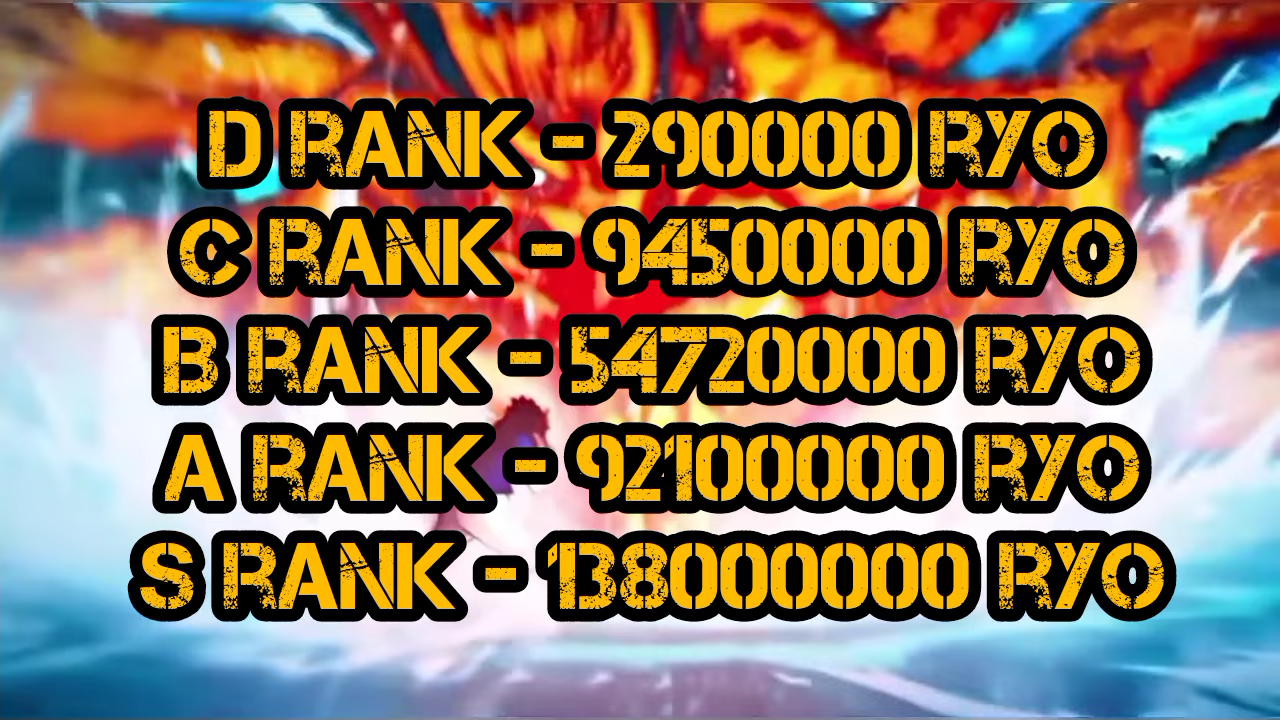 D RANK - 290000 RYO
C RANK - 9450000 RYO
B RANK - 54720000 RYO
A RANK - 92100000 RYO
S RANK - 138000000 RYO